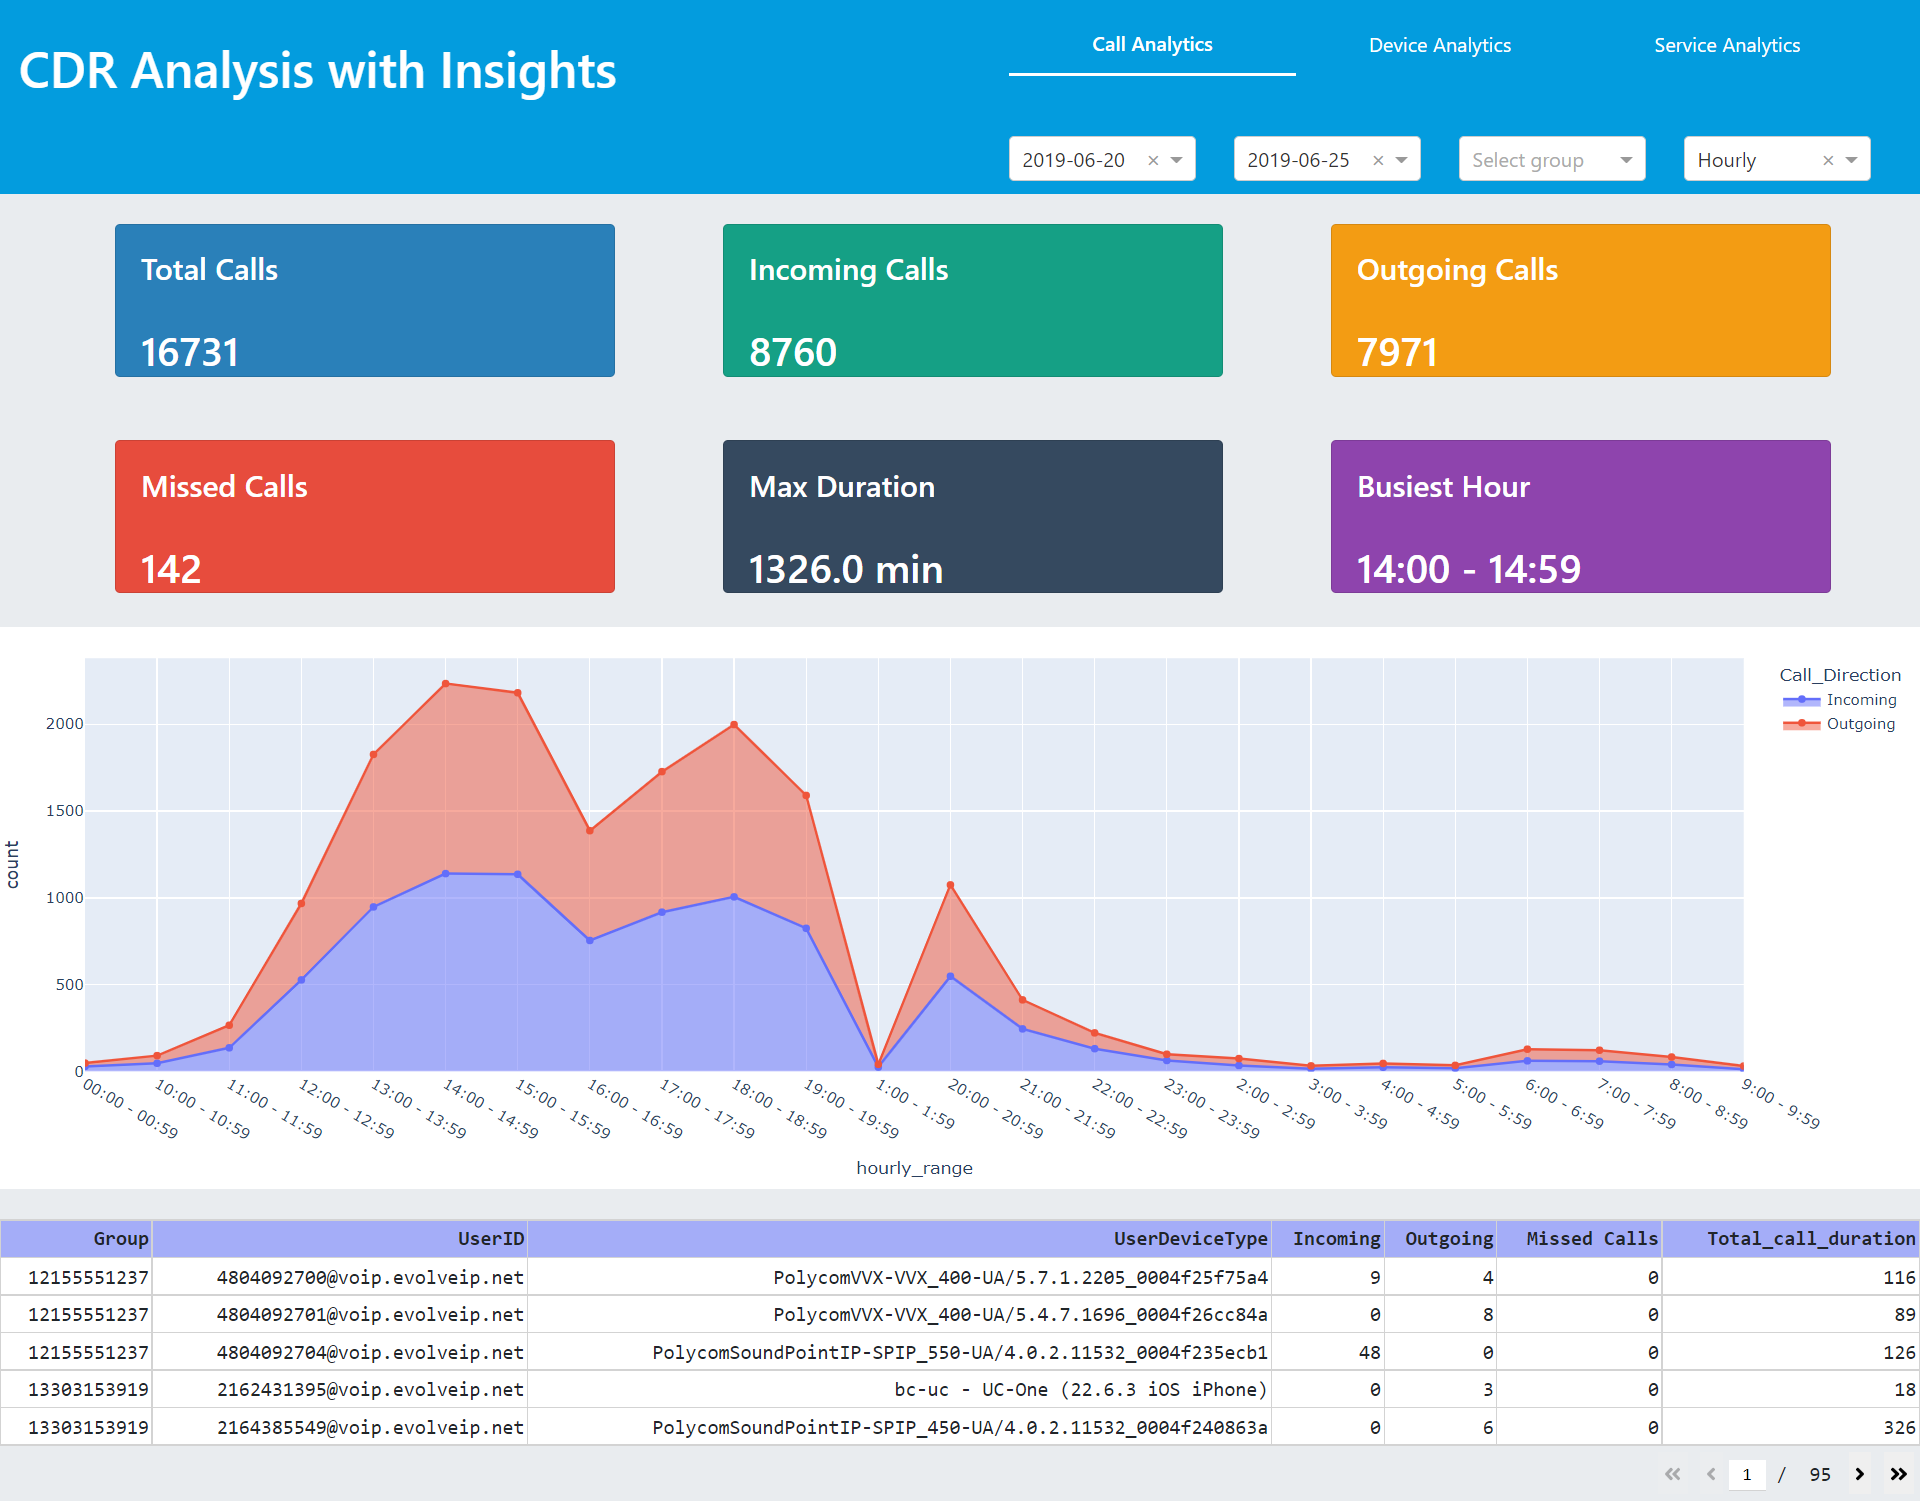 CDR Analysis with Insights
Call Analytics
Device Analytics
Service Analytics
2019-06-20
2019-06-25
Select group
Hourly
Total Calls
16731
Incoming Calls
8760
Outgoing Calls
7971
Missed Calls
142
Max Duration
1326.0 min
Busiest Hour
14:00 - 14:59
Call_Direction
Incoming
Outgoing
count
2000
1500
1000
500
0
00:00 - 00:59
10:00 - 10:59
11:00 - 11:59
12:00 - 12:59
13:00 - 13:59
14:00 - 14:59
15:00 - 15:59
16:00 - 16:59
17:00 - 17:59
18:00 - 18:59
19:00 - 19:59
1:00 - 1:59
20:00 - 20:59
21:00 - 21:59
22:00 - 22:59
23:00 - 23:59
2:00 - 2:59
3:00 - 3:59
4:00 - 4:59
5:00 - 5:59
6:00 - 6:59
7:00 - 7:59
8:00 - 8:59
9:00 - 9:59
hourly_range
Group UserID UserDeviceType Incoming Outgoing Missed Calls Total_call_duration
12155551237 4804092700@voip.evolveip.net PolycomVVX-VVX_400-UA/5.7.1.2205_0004f25f75a4 9 4 0 116
12155551237 4804092701@voip.evolveip.net PolycomVVX-VVX_400-UA/5.4.7.1696_0004f26cc84a 0 8 0 89
12155551237 4804092704@voip.evolveip.net PolycomSoundPointIP-SPIP_550-UA/4.0.2.11532_0004f235ecb1 48 0 0 126
13303153919 2162431395@voip.evolveip.net bc-uc - UC-One (22.6.3 iOS iPhone) 0 3 0 18
13303153919 2164385549@voip.evolveip.net PolycomSoundPointIP-SPIP_450-UA/4.0.2.11532_0004f240863a 0 6 0 326
1 / 95